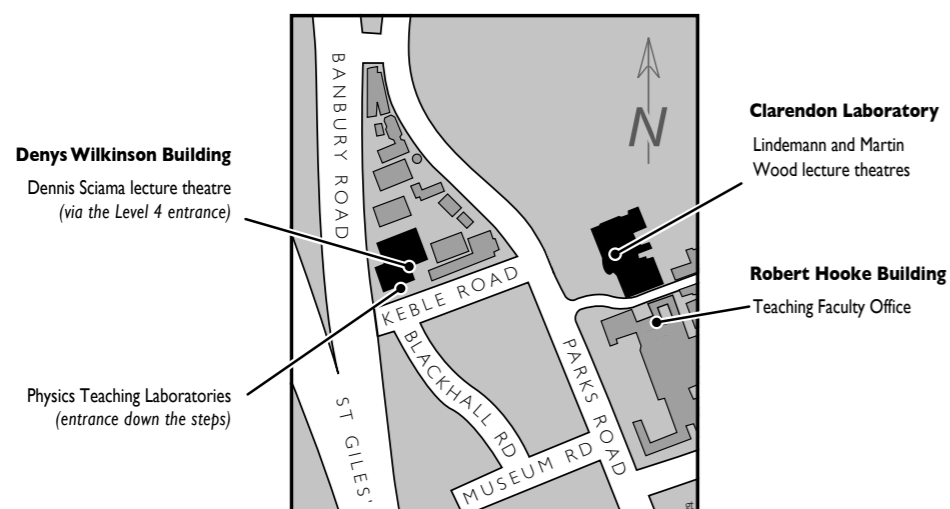 Denys Wilkinson Building
Dennis Sciama lecture theatre
(via the Level 4 entrance)
Physics Teaching Laboratories
(entrance down the steps)
BANBURY ROAD
ST GILES'
KEBLE ROAD
BLACKHALL RD
MUSEUM RD
PARKS ROAD
N
Clarendon Laboratory
Lindemann and Martin
Wood lecture theatres
Robert Hooke Building
Teaching Faculty Office